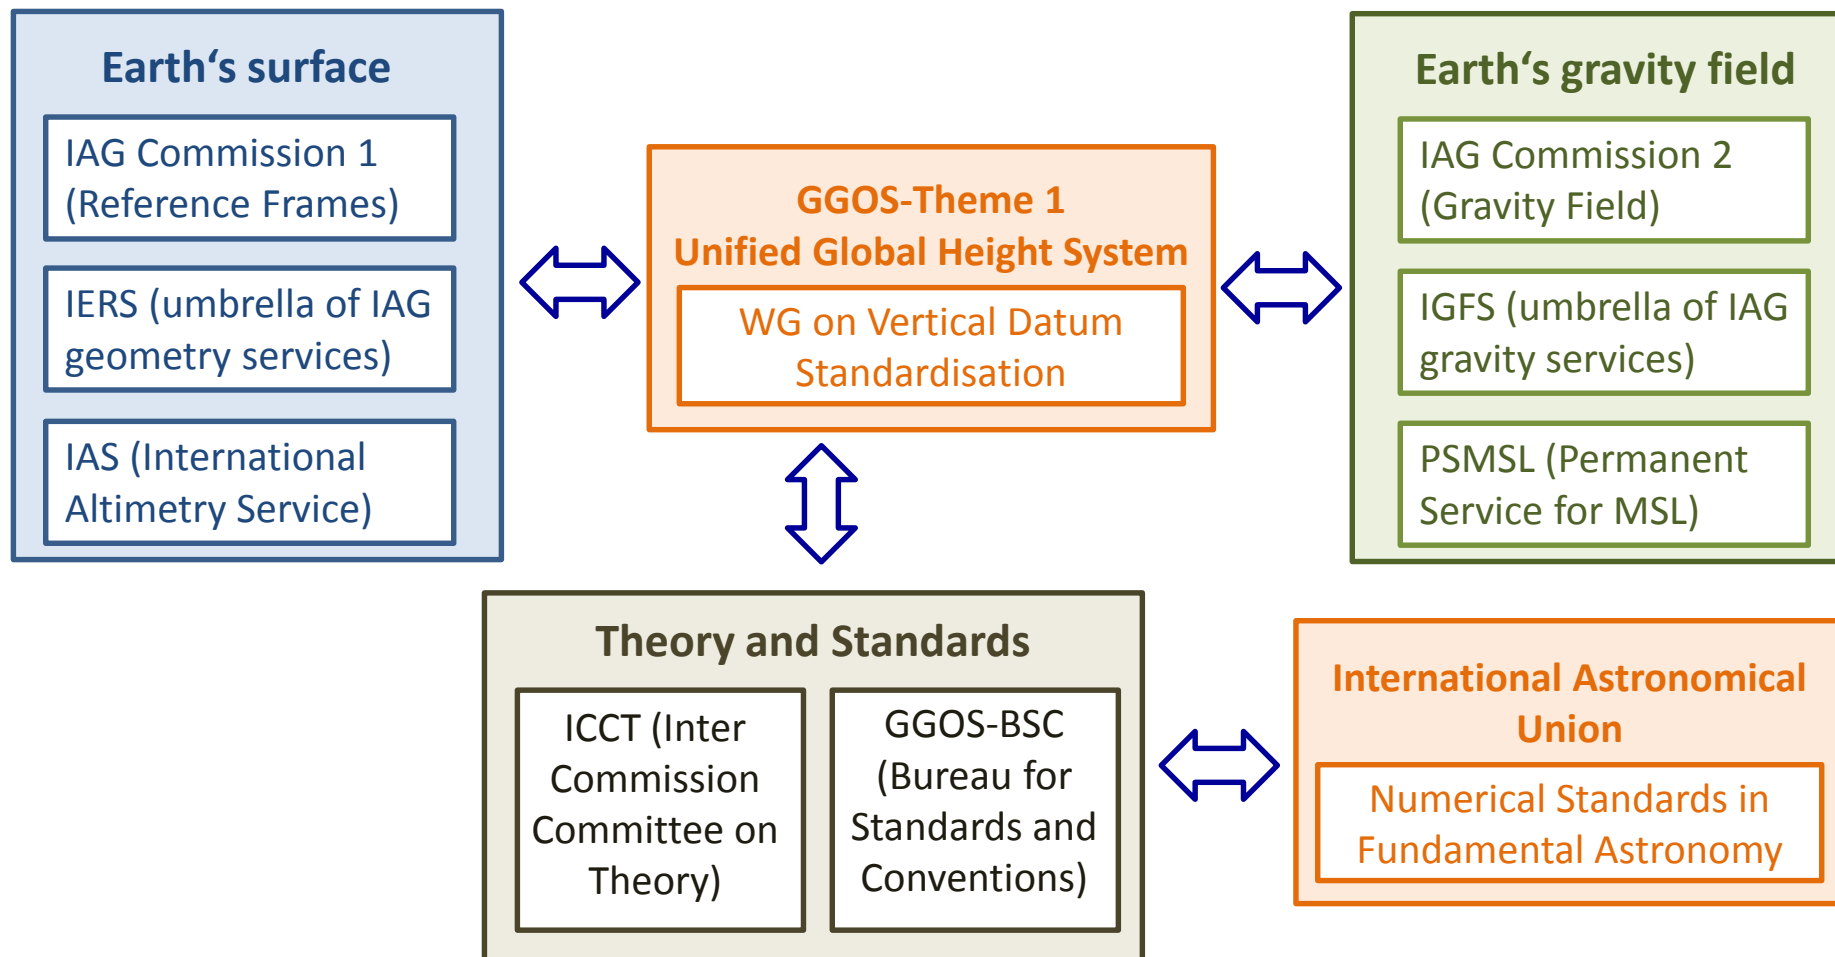 Earth‘s surface
IAG Commission 1
(Reference Frames)
IERS (umbrella of IAG
geometry services)
IAS (International
Altimetry Service)
GGOS-Theme 1
Unified Global Height System
WG on Vertical Datum
Standardisation
Earth‘s gravity field
IAG Commission 2
(Gravity Field)
IGFS (umbrella of IAG
gravity services)
PSMSL (Permanent
Service for MSL)
Theory and Standards
ICCT (Inter
Commission
Committee on
Theory)
GGOS-BSC
(Bureau for
Standards and
Conventions)
International Astronomical
Union
Numerical Standards in
Fundamental Astronomy